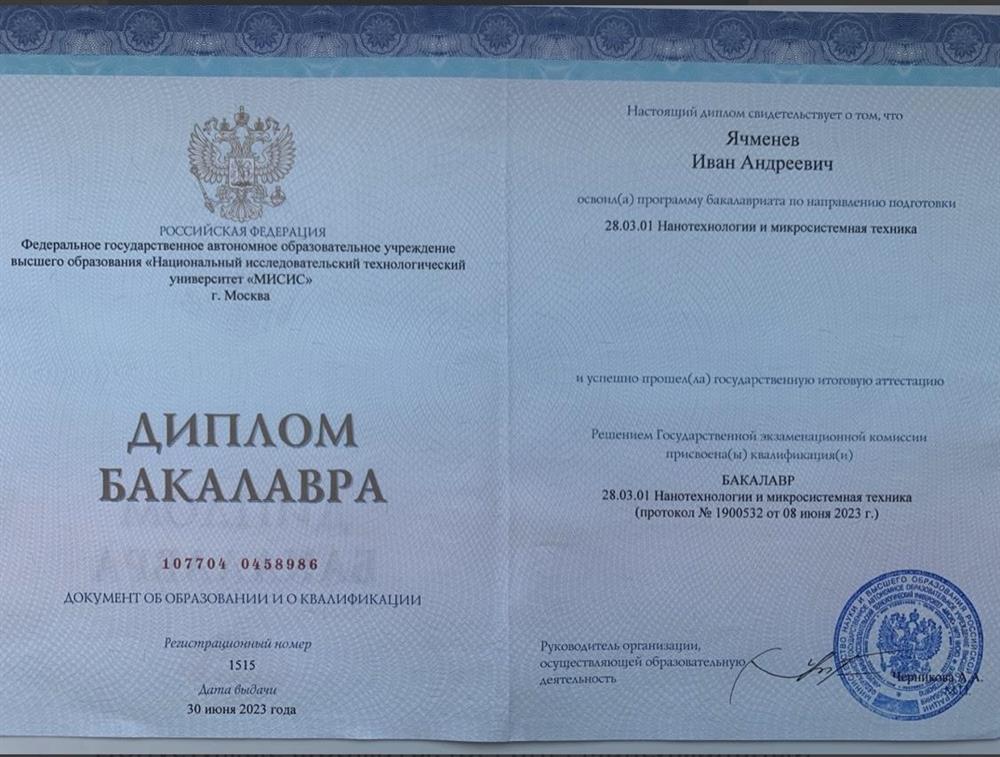 РОССИЙСКАЯ ФЕДЕРАЦИЯ
Федеральное государственное автономное образовательное учреждение
высшего образования «Национальный исследовательский технологический
университет «МИСИС»
г. Москва
ДИПЛОМ
БАКАЛАВРА
107704 0458986
ДОКУМЕНТ ОБ ОБРАЗОВАНИИ И О КВАЛИФИКАЦИИ
Регистрационный номер
1515
Дата выдачи
30 июня 2023 года
Настоящий диплом свидетельствует о том, что
Ячменев
Иван Андреевич
освоил(а) программу бакалавриата по направлению подготовки
28.03.01 Нанотехнологии и микросистемная техника
и успешно прошел(ла) государственную итоговую аттестацию
Решением Государственной экзаменационной комиссии
присвоена(ы) квалификация(и)
БАКАЛАВР
28.03.01 Нанотехнологии и микросистемная техника
(протокол № 1900532 от 08 июня 2023 г.)
Руководитель организации,
осуществляющей образовательную
деятельность
Черникова А.А.
М.П.